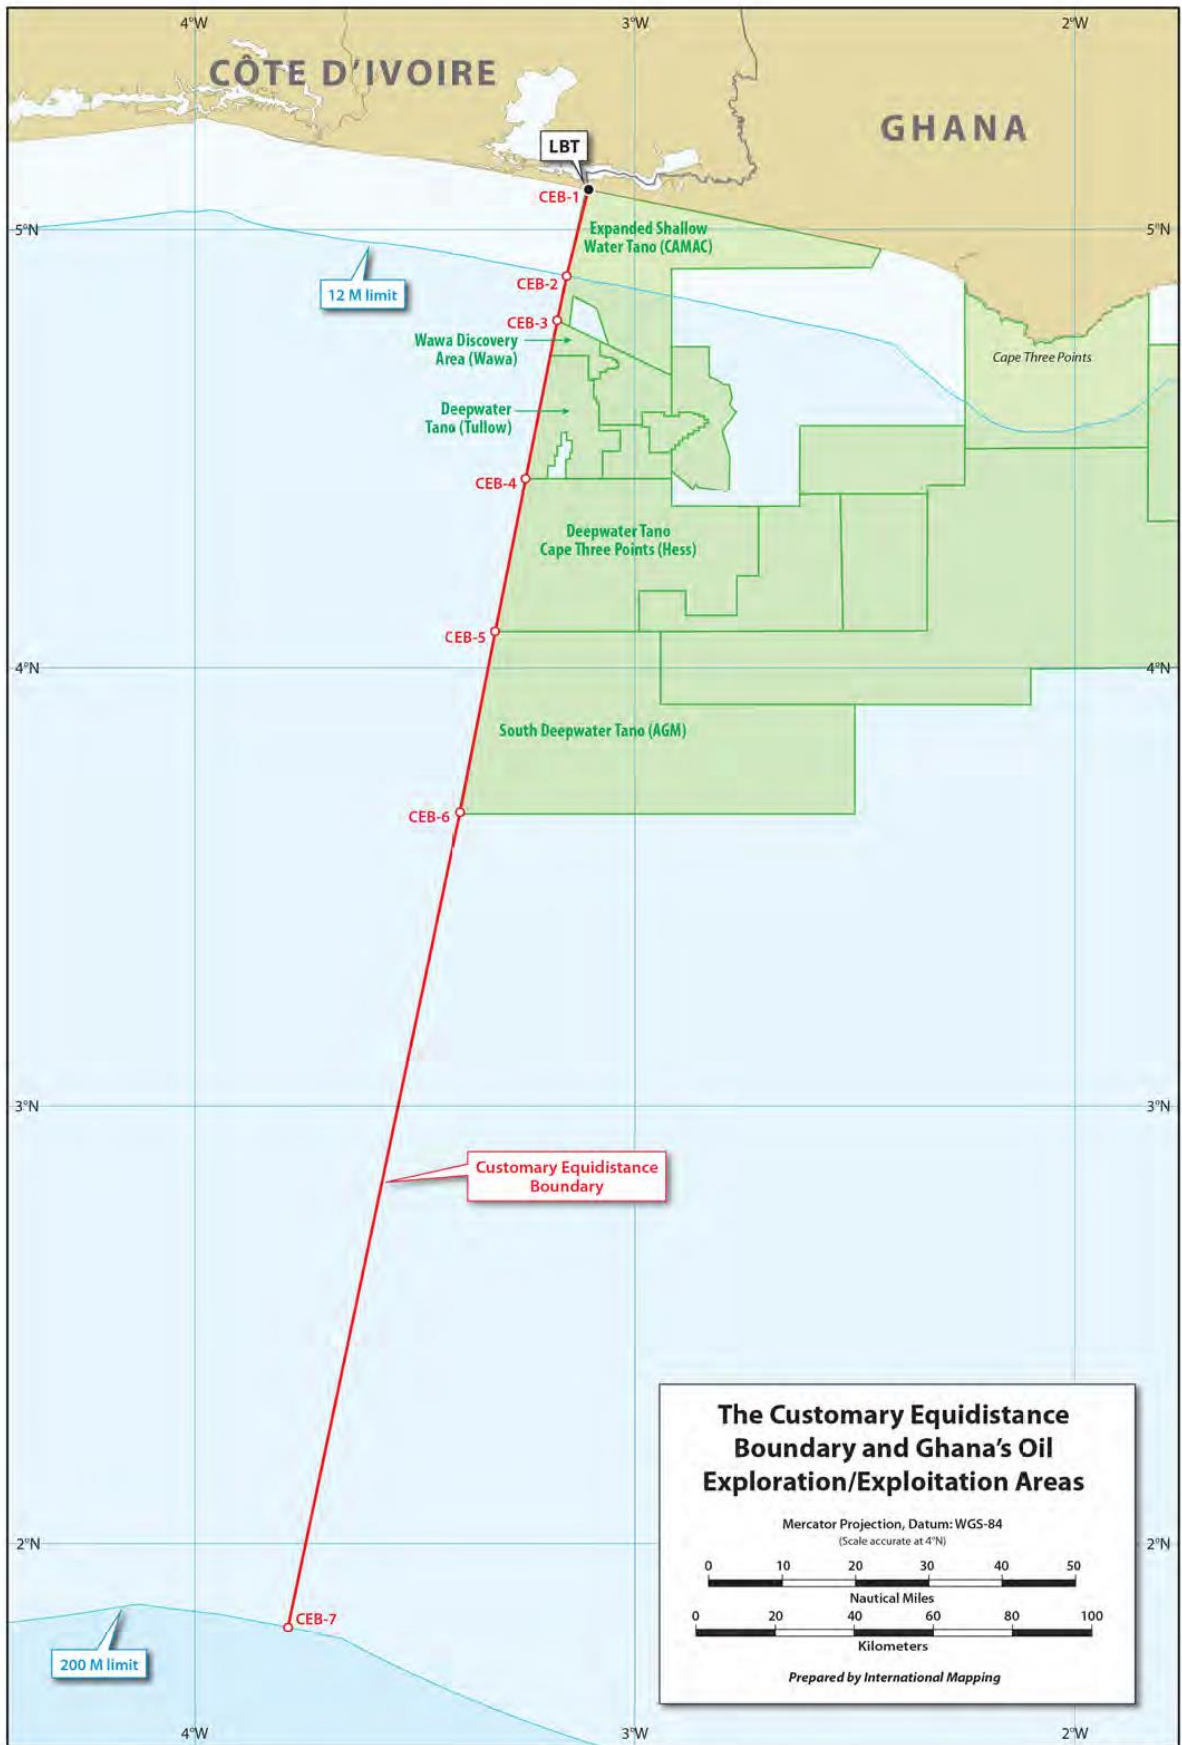 4°W
3°W
2°W
CÔTE D'IVOIRE
GHANA
LBT
CEB-1
5°N
5°N
Expanded Shallow
Water Tano (CAMAC)
12 M limit
CEB-2
CEB-3
Wawa Discovery
Area (Wawa)
Cape Three Points
Deepwater
Tano (Tullow)
CEB-4
Deepwater Tano
Cape Three Points (Hess)
CEB-5
4°N
4°N
South Deepwater Tano (AGM)
CEB-6
3°N
3°N
Customary Equidistance
Boundary
The Customary Equidistance
Boundary and Ghana's Oil
Exploration/Exploitation Areas
Mercator Projection, Datum: WGS-84
(Scale accurate at 4°N)
2°N
2°N
0 10 20 30 40 50
Nautical Miles
0 20 40 60 80 100
Kilometers
Prepared by International Mapping
CEB-7
200 M limit
4°W
3°W
2°W